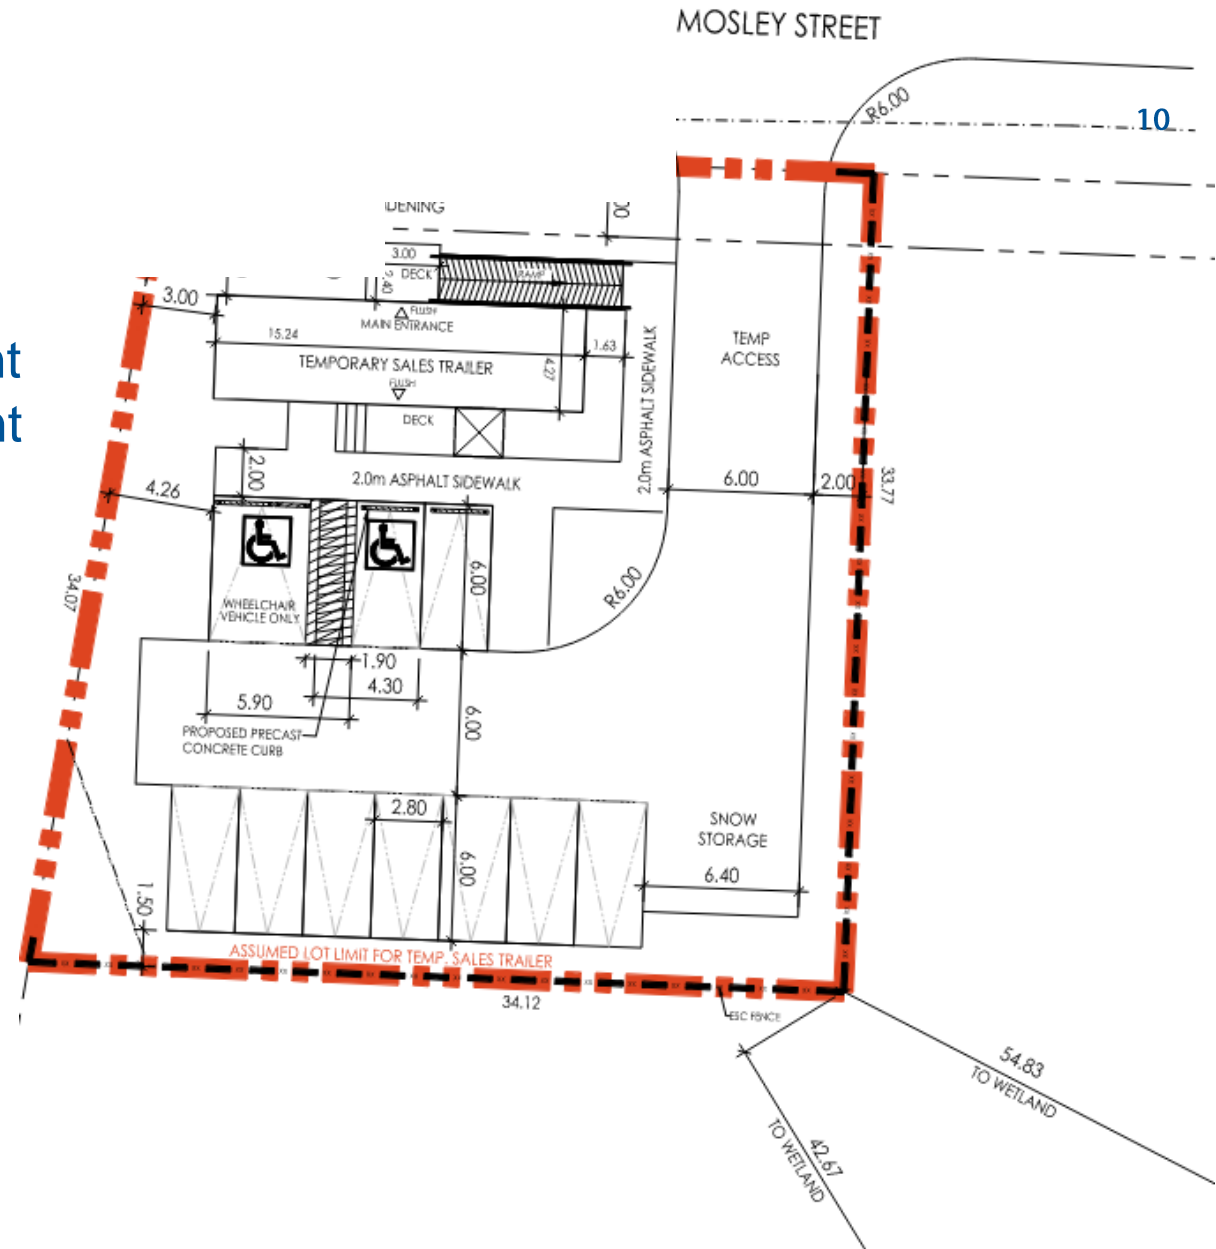 MOSLEY STREET
R6.00
10
DENING
00
3.00
DECK
RAMP
2.40
3.00
FLUSH
MAIN ENTRANCE
15.24
1.63
TEMPORARY SALES TRAILER
4.27
FLUSH
DECK
TEMP
ACCESS
2.0m ASPHALT SIDEWALK
nt
nt
2.00
2.0m ASPHALT SIDEWALK
6.00
2.00
33.77
4.26
34.07
WHEELCHAIR
VEHICLE ONLY
6.00
R6.00
1.90
4.30
5.90
6.00
PROPOSED PRECAST
CONCRETE CURB
2.80
SNOW
STORAGE
6.00
6.40
1.50
ASSUMED LOT LIMIT FOR TEMP. SALES TRAILER
34.12
ESC FENCE
54.83
TO WETLAND
42.67
TO WETLAND